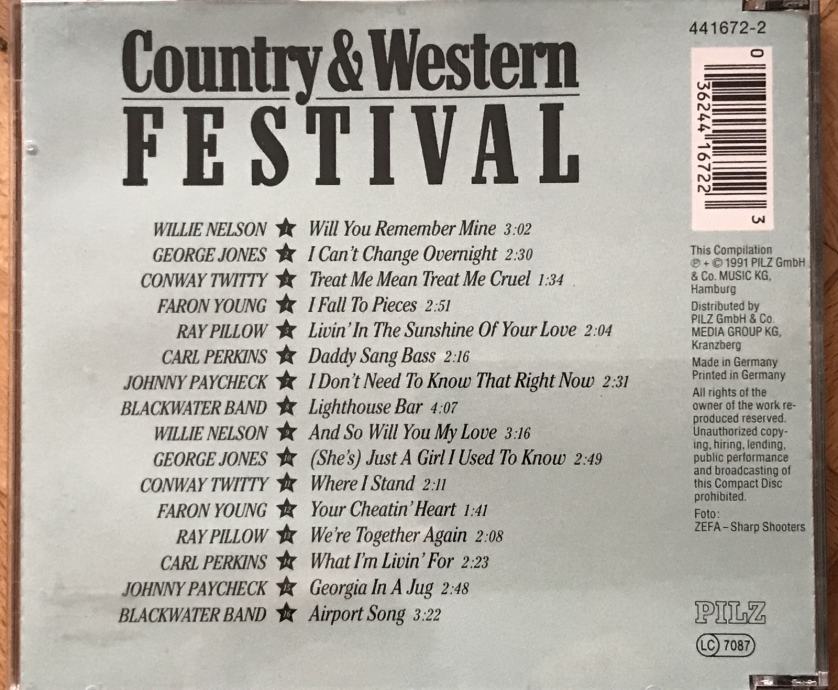 Country & Western
FESTIVAL
WILLIE NELSON ★ Will You Remember Mine 3:02
GEORGE JONES ★ I Can't Change Overnight 2:30
CONWAY TWITTY ★ Treat Me Mean Treat Me Cruel 1:34
FARON YOUNG ★ I Fall To Pieces 2:51
RAY PILLOW ★ Livin' In The Sunshine Of Your Love 2:04
CARL PERKINS ★ Daddy Sang Bass 2:16
JOHNNY PAYCHECK ★ I Don't Need To Know That Right Now 2:31
BLACKWATER BAND ★ Lighthouse Bar 4:07
WILLIE NELSON ★ And So Will You My Love 3:16
GEORGE JONES ★ (She's) Just A Girl I Used To Know 2:49
CONWAY TWITTY ★ Where I Stand 2:11
FARON YOUNG ★ Your Cheatin' Heart 1:41
RAY PILLOW ★ We're Together Again 2:08
CARL PERKINS ★ What I'm Livin' For 2:23
JOHNNY PAYCHECK ★ Georgia In A Jug 2:48
BLACKWATER BAND ★ Airport Song 3:22
441672-2
0 36244 16722 3
This Compilation
℗ + © 1991 PILZ GmbH
& Co. MUSIC KG,
Hamburg
Distributed by
PILZ GmbH & Co.
MEDIA GROUP KG,
Kranzberg
Made in Germany
Printed in Germany
All rights of the
owner of the work re-
produced reserved.
Unauthorized copy-
ing, hiring, lending,
public performance
and broadcasting of
this Compact Disc
prohibited.
Foto:
ZEFA – Sharp Shooters
PILZ
LC 7087